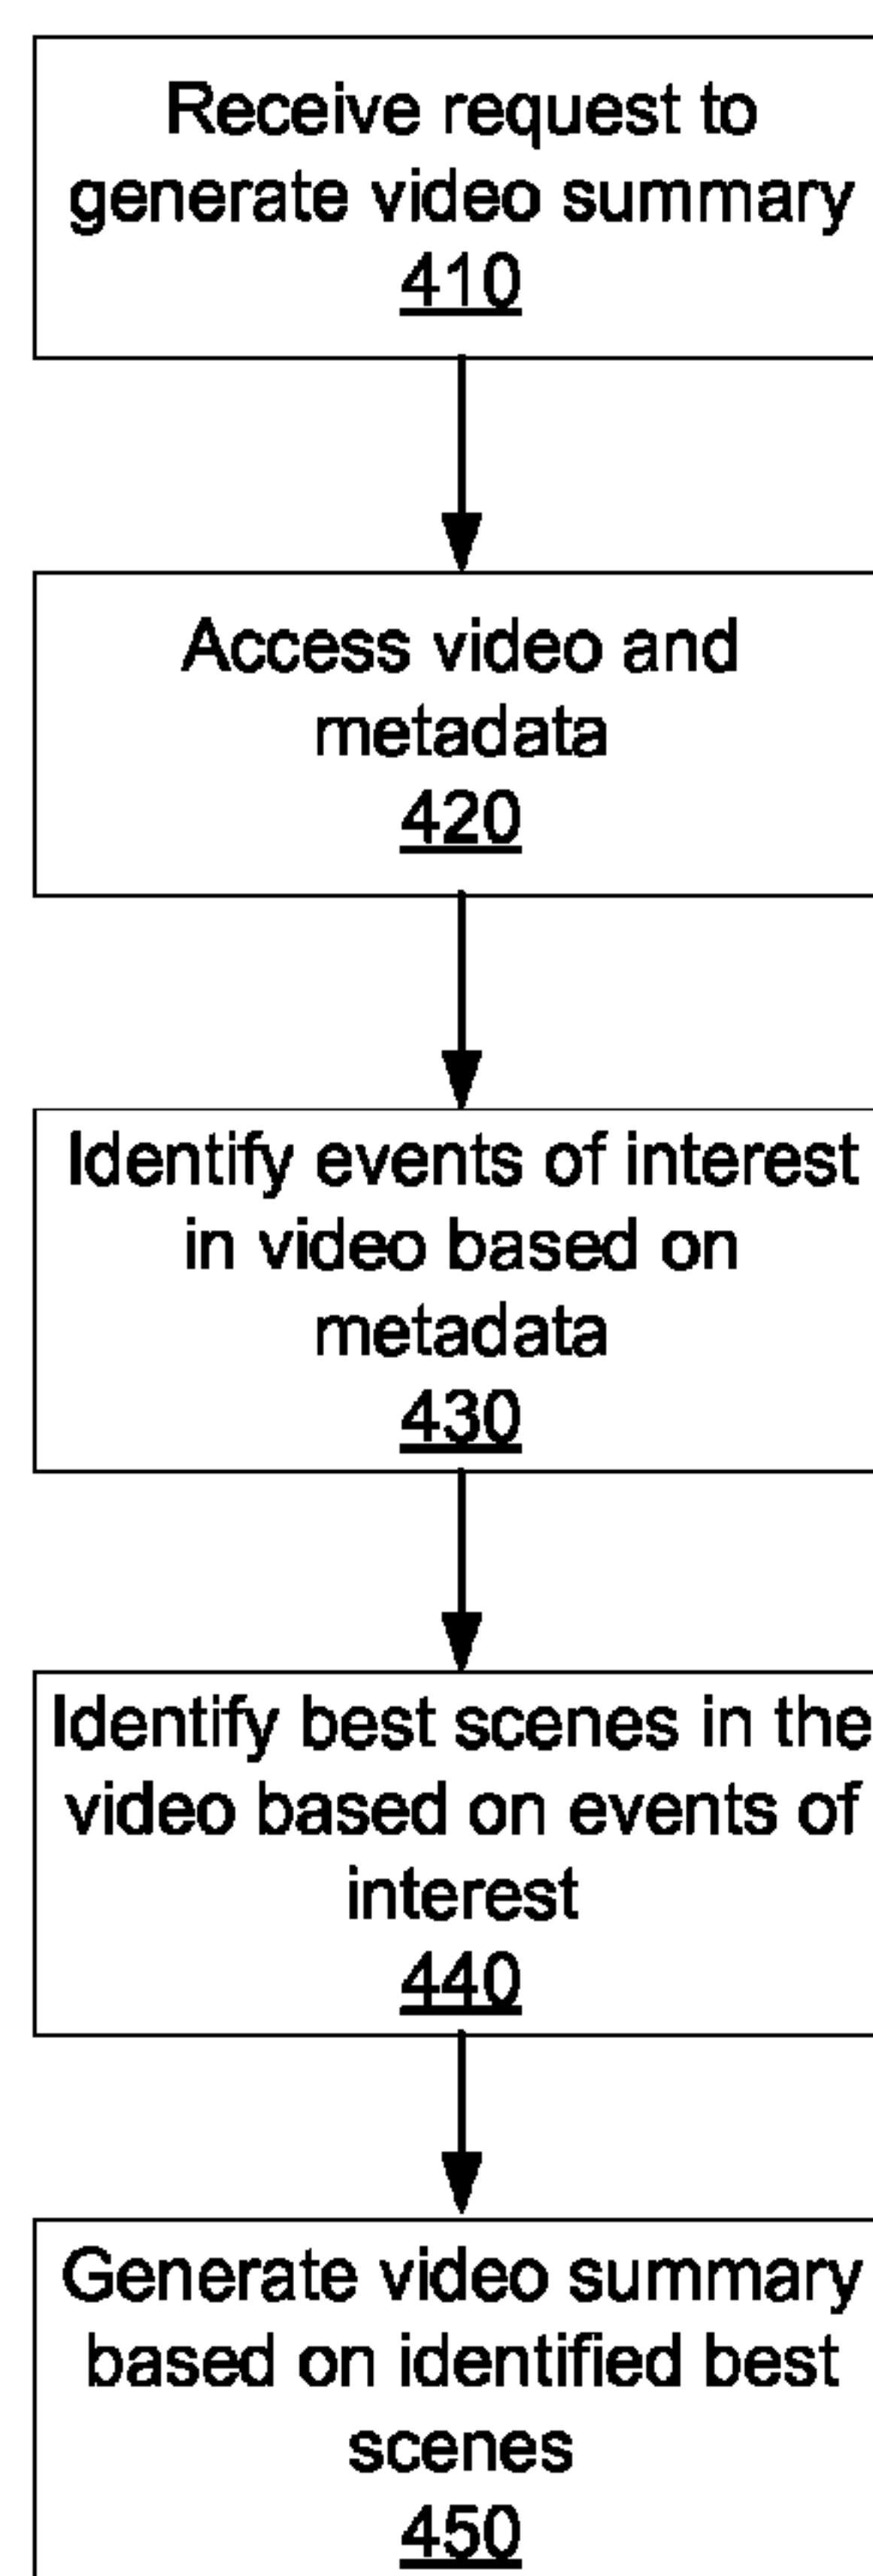 Receive request to
generate video summary
410
Access video and
metadata
420
Identify events of interest
in video based on
metadata
430
Identify best scenes in the
video based on events of
interest
440
Generate video summary
based on identified best
scenes
450